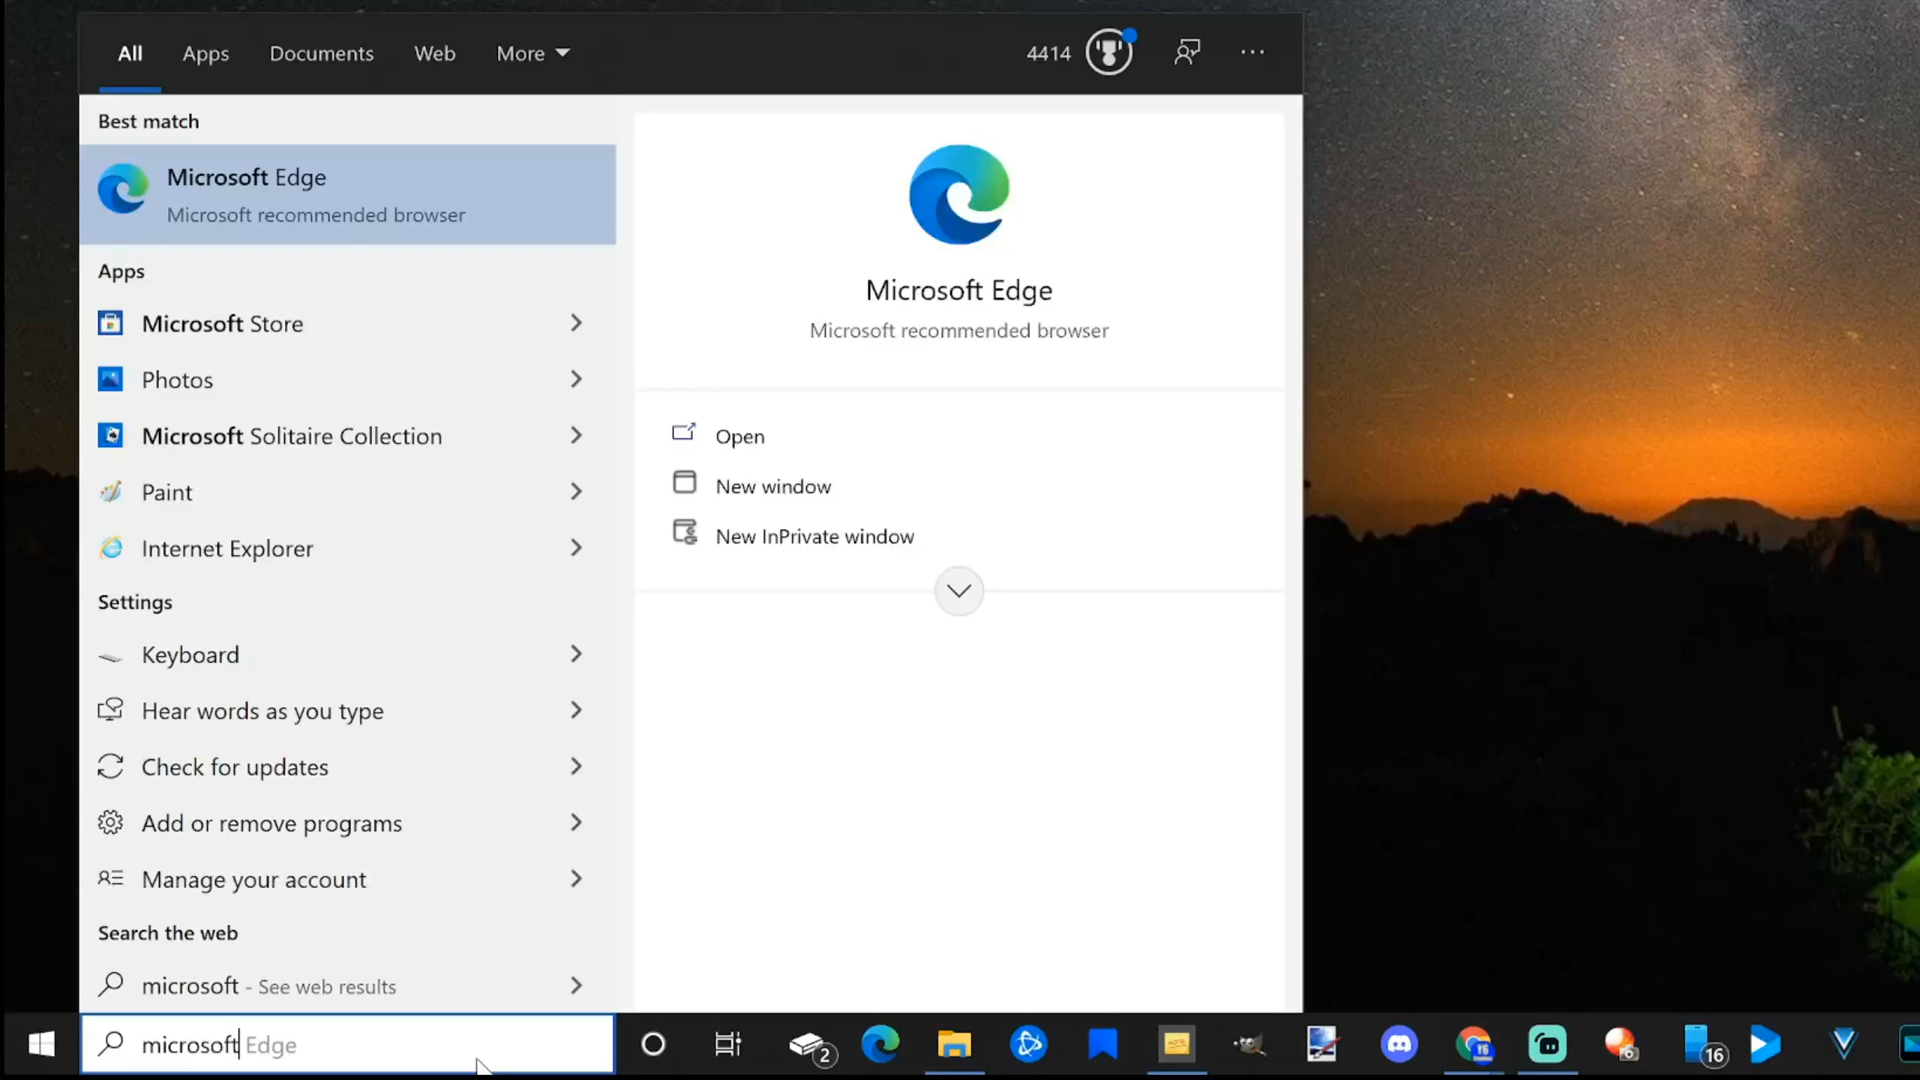 All Apps Documents Web More 4414
Best match
Microsoft Edge
Microsoft recommended browser
Apps
Microsoft Store
Photos
Microsoft Solitaire Collection
Paint
Internet Explorer
Settings
Keyboard
Hear words as you type
Check for updates
Add or remove programs
Manage your account
Search the web
microsoft - See web results
Microsoft Edge
Microsoft recommended browser
Open
New window
New InPrivate window
microsoft Edge
2
16